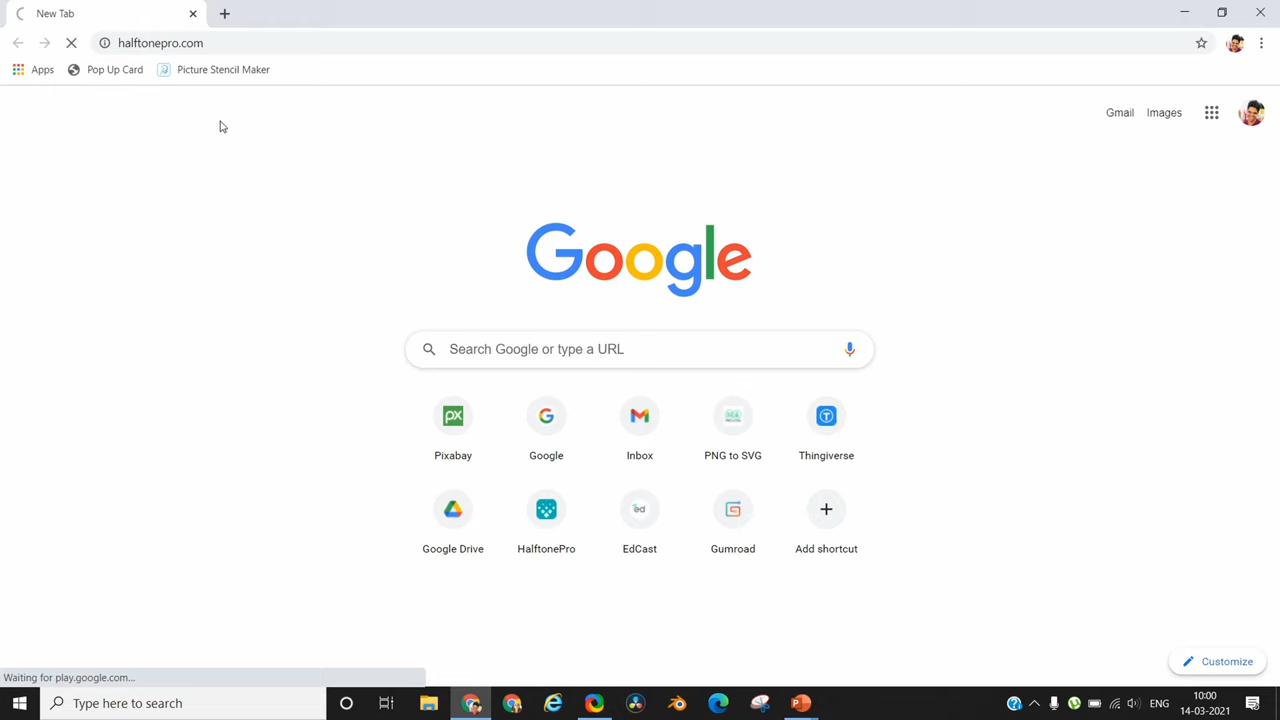 New Tab
halftonepro.com
Apps Pop Up Card Picture Stencil Maker
Gmail Images
Google
Search Google or type a URL
Pixabay Google Inbox PNG to SVG Thingiverse
Google Drive HalftonePro EdCast Gumroad Add shortcut
Customize
Waiting for play.google.com...
Type here to search
ENG
10:00
14-03-2021